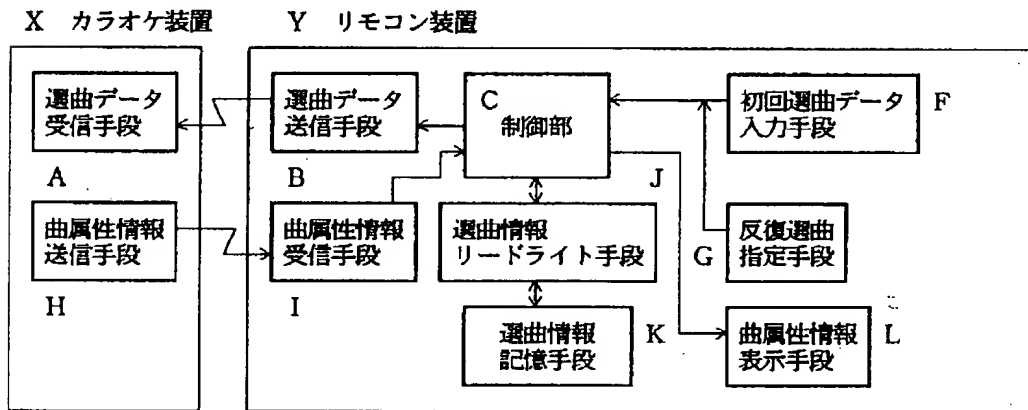 X カラオケ装置
Y リモコン装置
選曲データ
受信手段
A
選曲データ
送信手段
B
C
制御部
初回選曲データ
入力手段
F
曲属性情報
送信手段
H
曲属性情報
受信手段
I
J
選曲情報
リードライト手段
G
反復選曲
指定手段
選曲情報
記憶手段
K
曲属性情報
表示手段
L